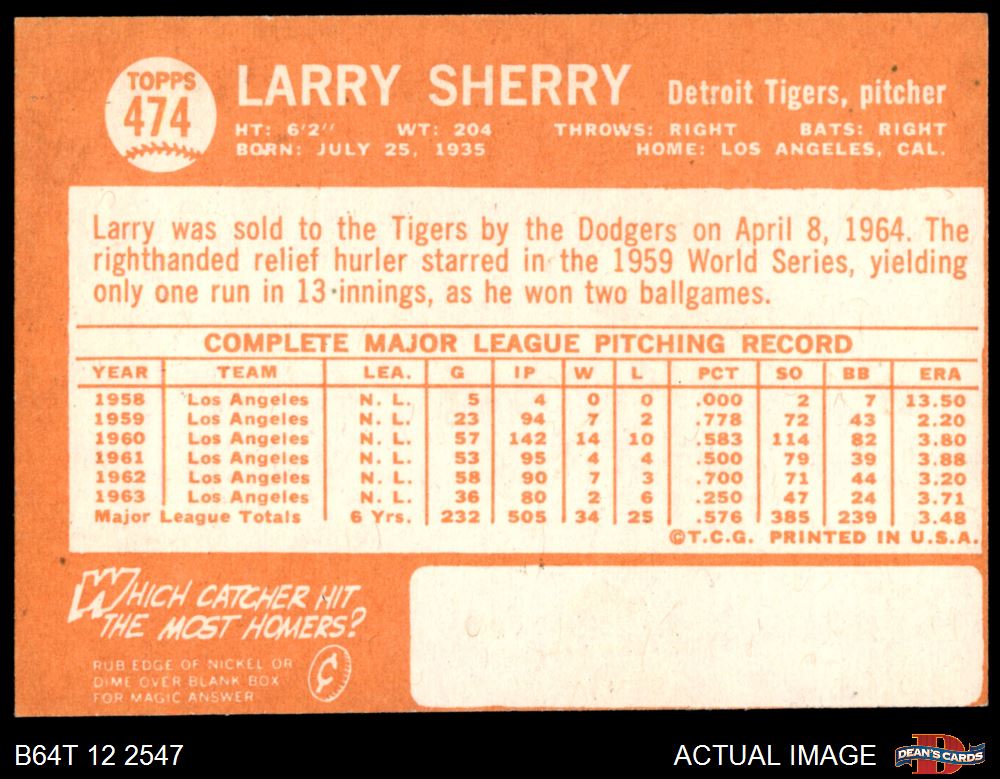 TOPPS
474
LARRY SHERRY Detroit Tigers, pitcher
HT: 6'2" WT: 204 THROWS: RIGHT BATS: RIGHT
BORN: JULY 25, 1935 HOME: LOS ANGELES, CAL.
Larry was sold to the Tigers by the Dodgers on April 8, 1964. The
righthanded relief hurler starred in the 1959 World Series, yielding
only one run in 13 innings, as he won two ballgames.
COMPLETE MAJOR LEAGUE PITCHING RECORD
YEAR TEAM LEA. G IP W L PCT SO BB ERA
1958 Los Angeles N. L. 5 4 0 0 .000 2 7 13.50
1959 Los Angeles N. L. 23 94 7 2 .778 72 43 2.20
1960 Los Angeles N. L. 57 142 14 10 .583 114 82 3.80
1961 Los Angeles N. L. 53 95 4 4 .500 79 39 3.88
1962 Los Angeles N. L. 58 90 7 3 .700 71 44 3.20
1963 Los Angeles N. L. 36 80 2 6 .250 47 24 3.71
Major League Totals 6 Yrs. 232 505 34 25 .576 385 239 3.48
©T.C.G. PRINTED IN U.S.A.
WHICH CATCHER HIT
THE MOST HOMERS?
RUB EDGE OF NICKEL OR
DIME OVER BLANK BOX
FOR MAGIC ANSWER
¢
B64T 12 2547 ACTUAL IMAGE DEAN'S CARDS